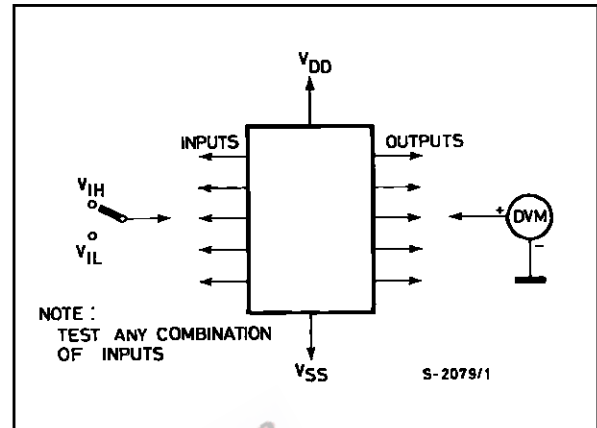 VDD
INPUTS
OUTPUTS
VIH
VIL
+
DVM
−
NOTE :
TEST ANY COMBINATION
OF INPUTS
VSS
S-2079/1